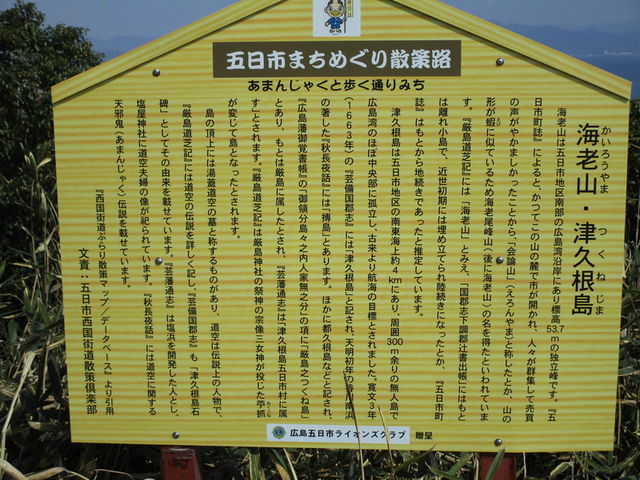 五日市まちめぐり散策路
あまんじゃくと歩く通りみち
かいろうやま　つくねじま
海老山・津久根島
海老山は五日市地区南部の広島湾沿岸にあり標高53.7mの独立峰です。『五
日市町誌』によると、かつてこの山の麓で市が開かれ、人々が群集して売買
の声がやかましかったことから「会論山」（えろんやま）と称したとか、山の
形が蝦に似ているため海老尾峰山（後に海老山）の名を得たといわれていま
す。『厳島道芝記』には「海老山」とみえ、『国郡志下調郡辻書出帳』にはもと
は離れ小島で、近世初期には埋め立てられ陸続きになったとか、『五日市町
誌』はもとから地続きであったと推定しています。
津久根島は五日市地区の南東海上約4kmにあり、周囲300m余りの無人島で
広島湾のほぼ中央部に孤立し、古来より航海の目標とされました。寛文3年
（1663年）の『芸備国郡志』には「津久根島」と記され、天明初年の
の著した『秋長夜話』には「搏島」とあります。ほかに都久根島などと記され、
『広島藩御覚書帳』の「御領分島々之内人家無之分」の項に「厳島之つくね島」
とあり、もとは厳島に属したとされ、『芸藩通志』は「津久根島五日市村に属
す」とされます。『厳島道芝記』は厳島神社の祭神の宗像三女神が投じた芋抓
が変して島となったとされます。
島の頂上には湯蓋道空の墓と称するものがあり、道空は伝説上の人物で、
『厳島道芝記』は道空の伝説を詳しく記し、『芸備国郡志』も「津久根島石
碑」としてその由来を載せています。『芸藩通志』は塩浜を開発した人とし、
塩屋神社に道空夫婦の像が祀られています。『秋長夜話』には道空に関する
天邪鬼（あまんじゃく）伝説を載せています。
『西国街道ぶらり散策マップ／データベース』より引用
文責・五日市西国街道散策倶楽部
広島五日市ライオンズクラブ　贈呈